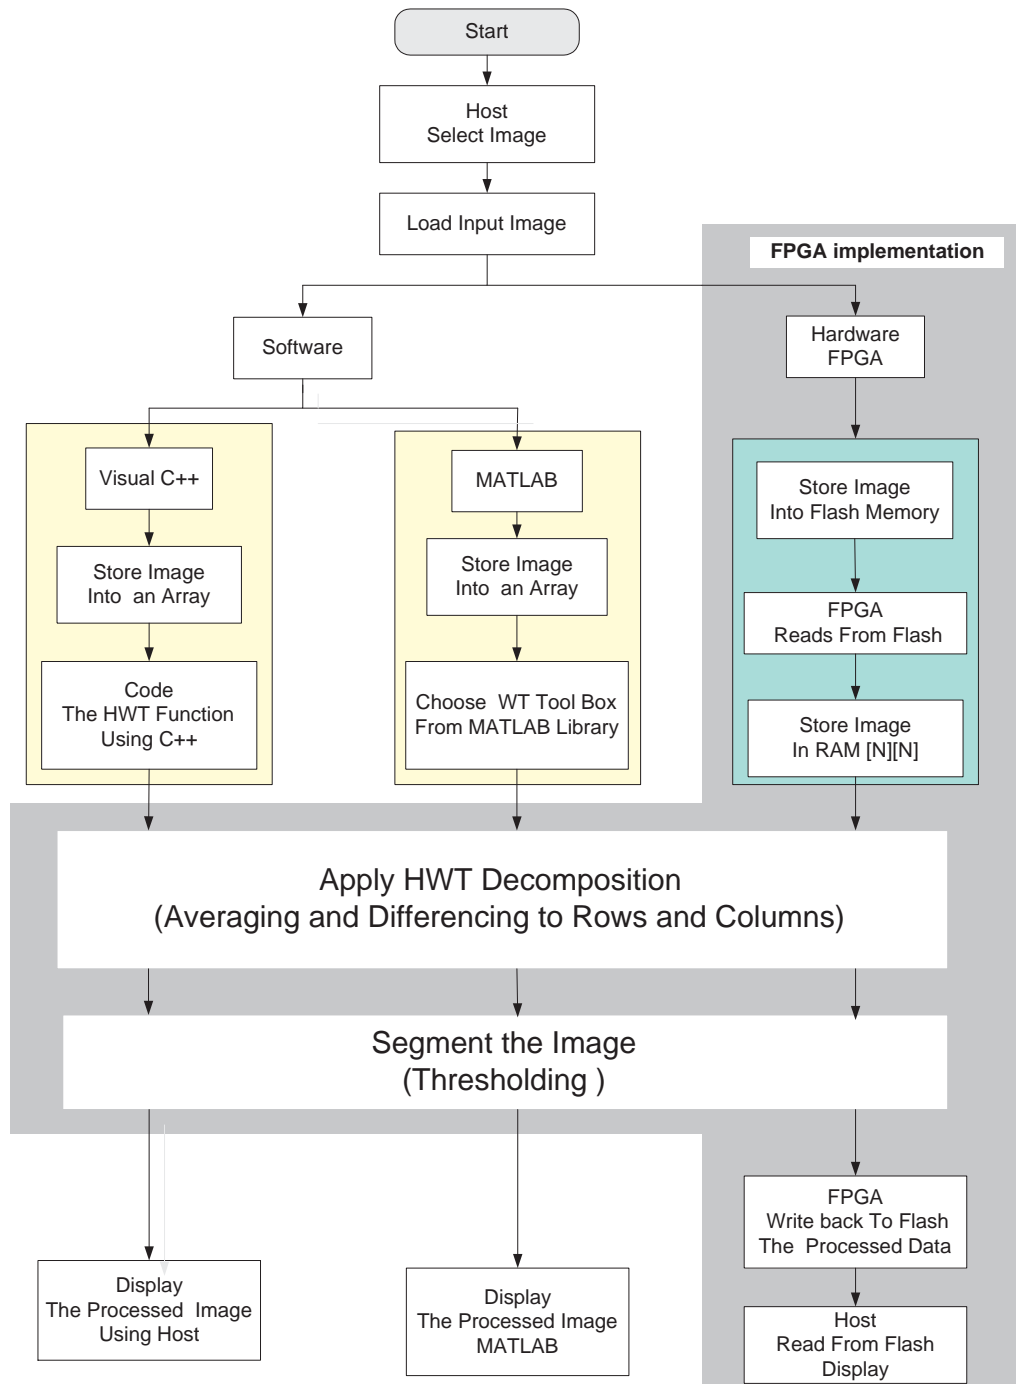 Start
Host
Select Image
Load Input Image
FPGA implementation
Software
Hardware
FPGA
Visual C++
Store Image
Into an Array
Code
The HWT Function
Using C++
MATLAB
Store Image
Into an Array
Choose WT Tool Box
From MATLAB Library
Store Image
Into Flash Memory
FPGA
Reads From Flash
Store Image
In RAM [N][N]
Apply HWT Decomposition
(Averaging and Differencing to Rows and Columns)
Segment the Image
(Thresholding )
Display
The Processed Image
Using Host
Display
The Processed Image
MATLAB
FPGA
Write back To Flash
The Processed Data
Host
Read From Flash
Display